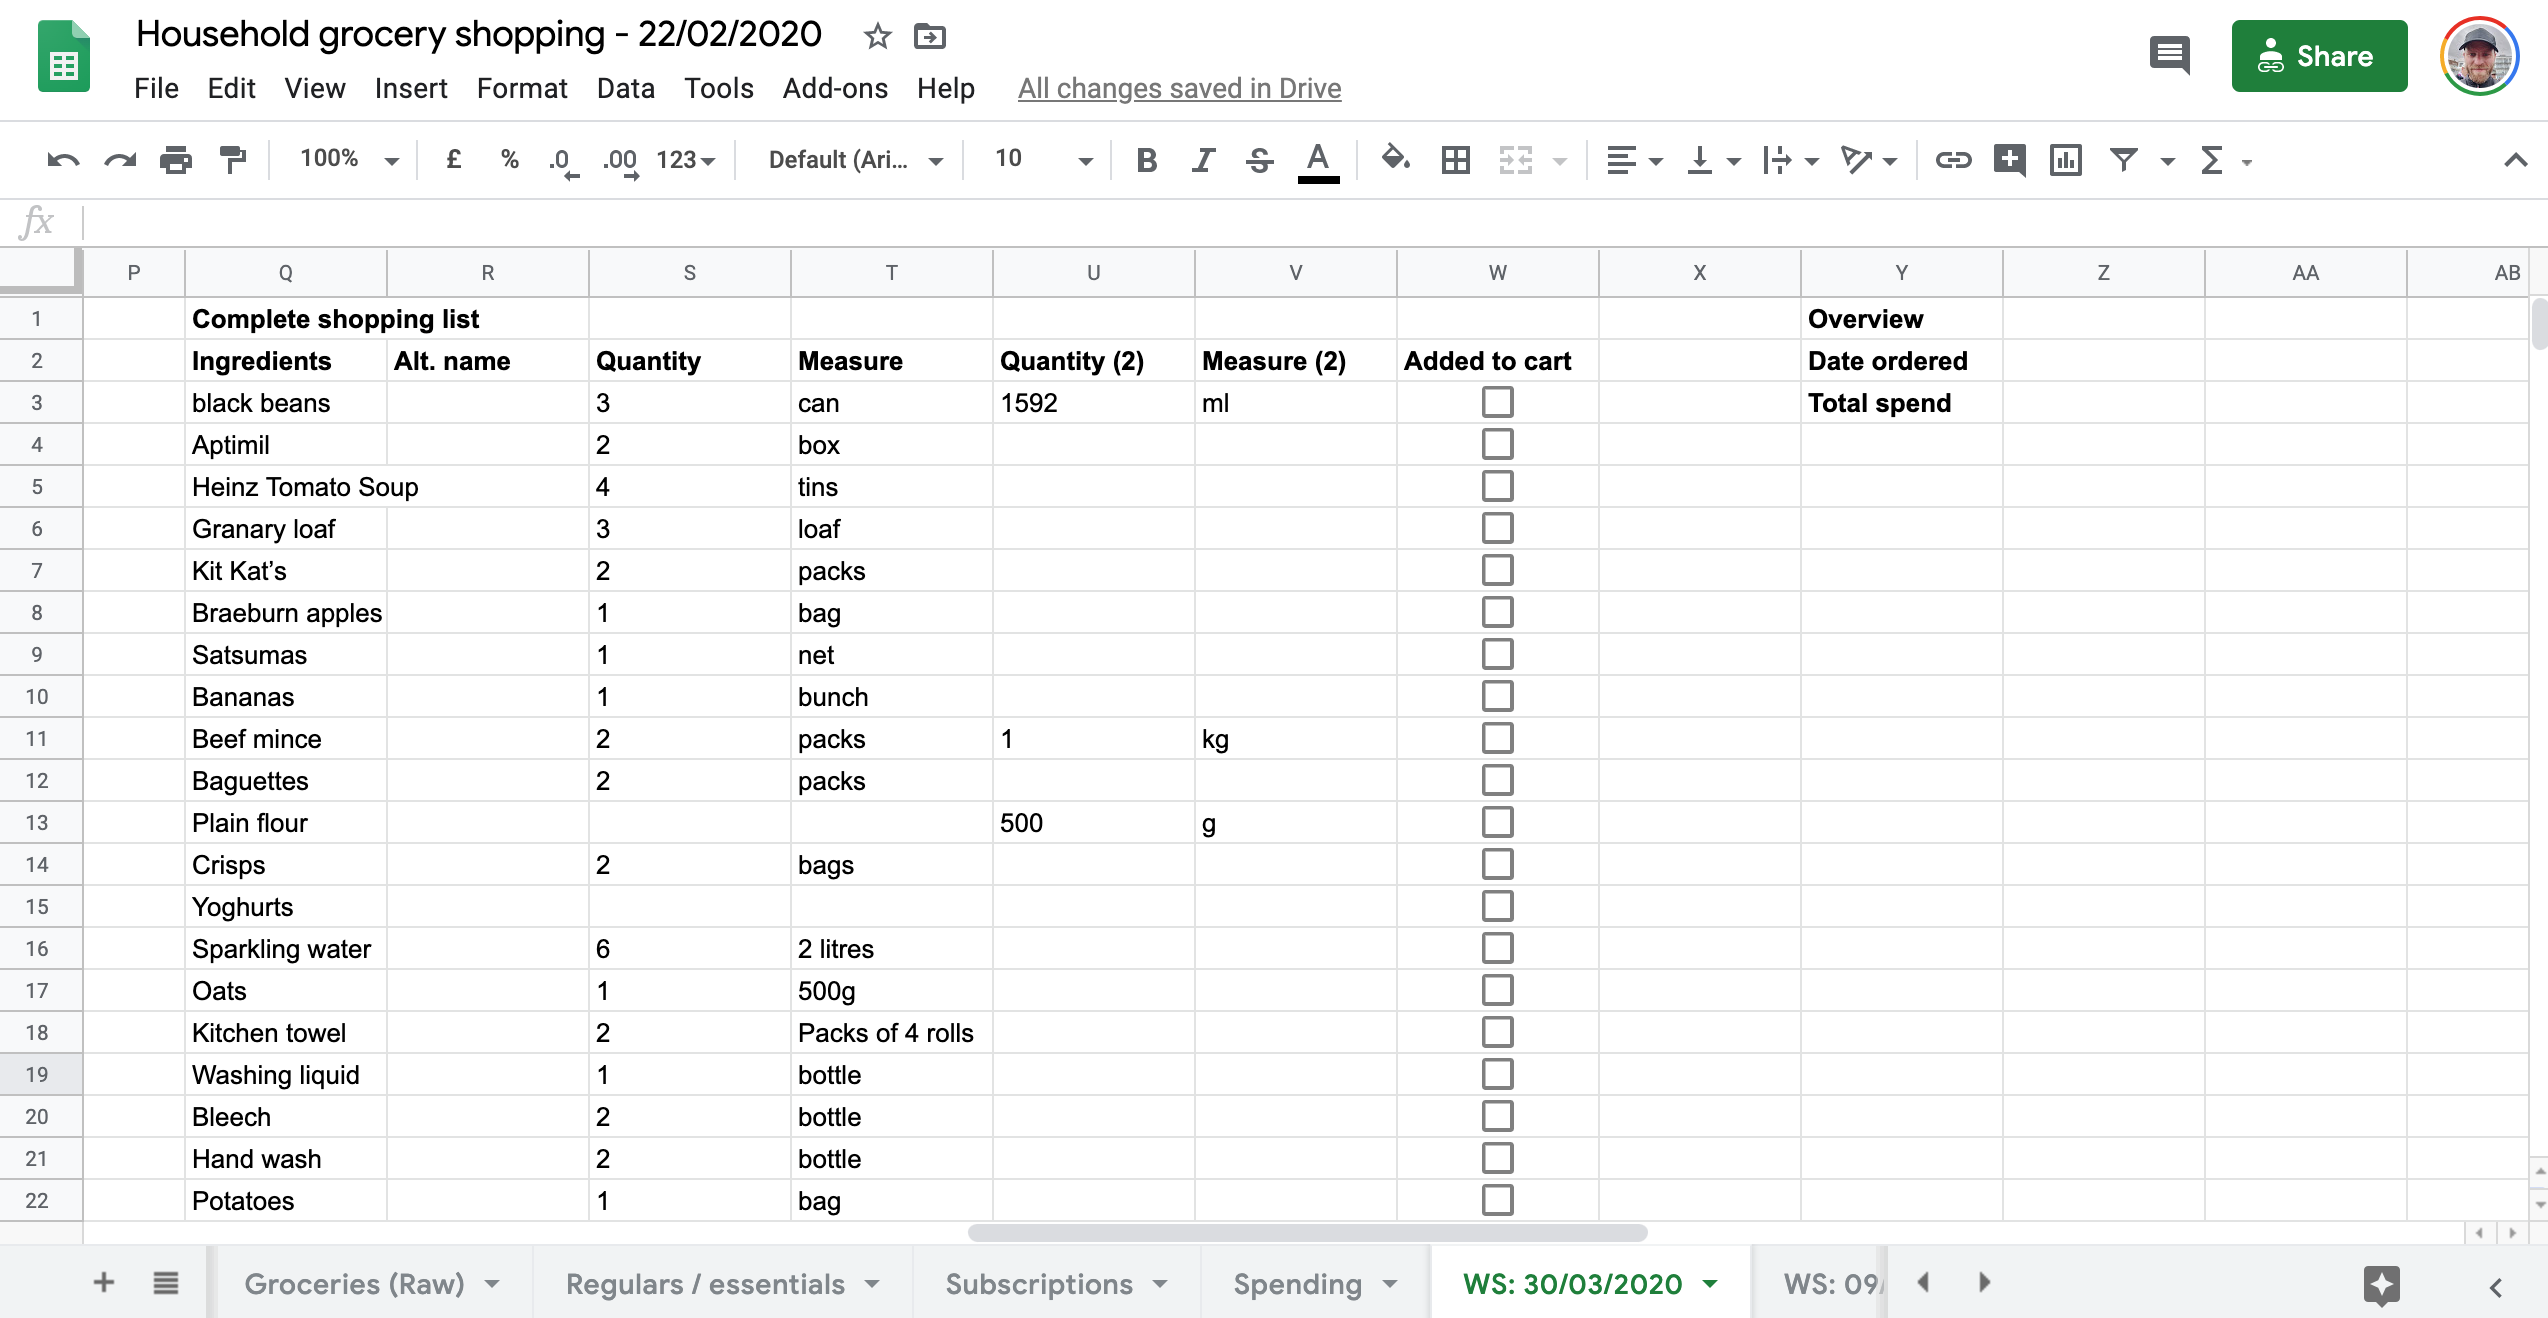 Household grocery shopping - 22/02/2020
File Edit View Insert Format Data Tools Add-ons Help All changes saved in Drive
Share
100% £ % .0 .00 123 Default (Ari... 10 B I S A Σ
fx
P Q R S T U V W X Y Z AA AB
1 Complete shopping list Overview
2 Ingredients Alt. name Quantity Measure Quantity (2) Measure (2) Added to cart Date ordered
3 black beans 3 can 1592 ml Total spend
4 Aptimil 2 box
5 Heinz Tomato Soup 4 tins
6 Granary loaf 3 loaf
7 Kit Kat’s 2 packs
8 Braeburn apples 1 bag
9 Satsumas 1 net
10 Bananas 1 bunch
11 Beef mince 2 packs 1 kg
12 Baguettes 2 packs
13 Plain flour 500 g
14 Crisps 2 bags
15 Yoghurts
16 Sparkling water 6 2 litres
17 Oats 1 500g
18 Kitchen towel 2 Packs of 4 rolls
19 Washing liquid 1 bottle
20 Bleech 2 bottle
21 Hand wash 2 bottle
22 Potatoes 1 bag
+ Groceries (Raw) Regulars / essentials Subscriptions Spending WS: 30/03/2020 WS: 09/